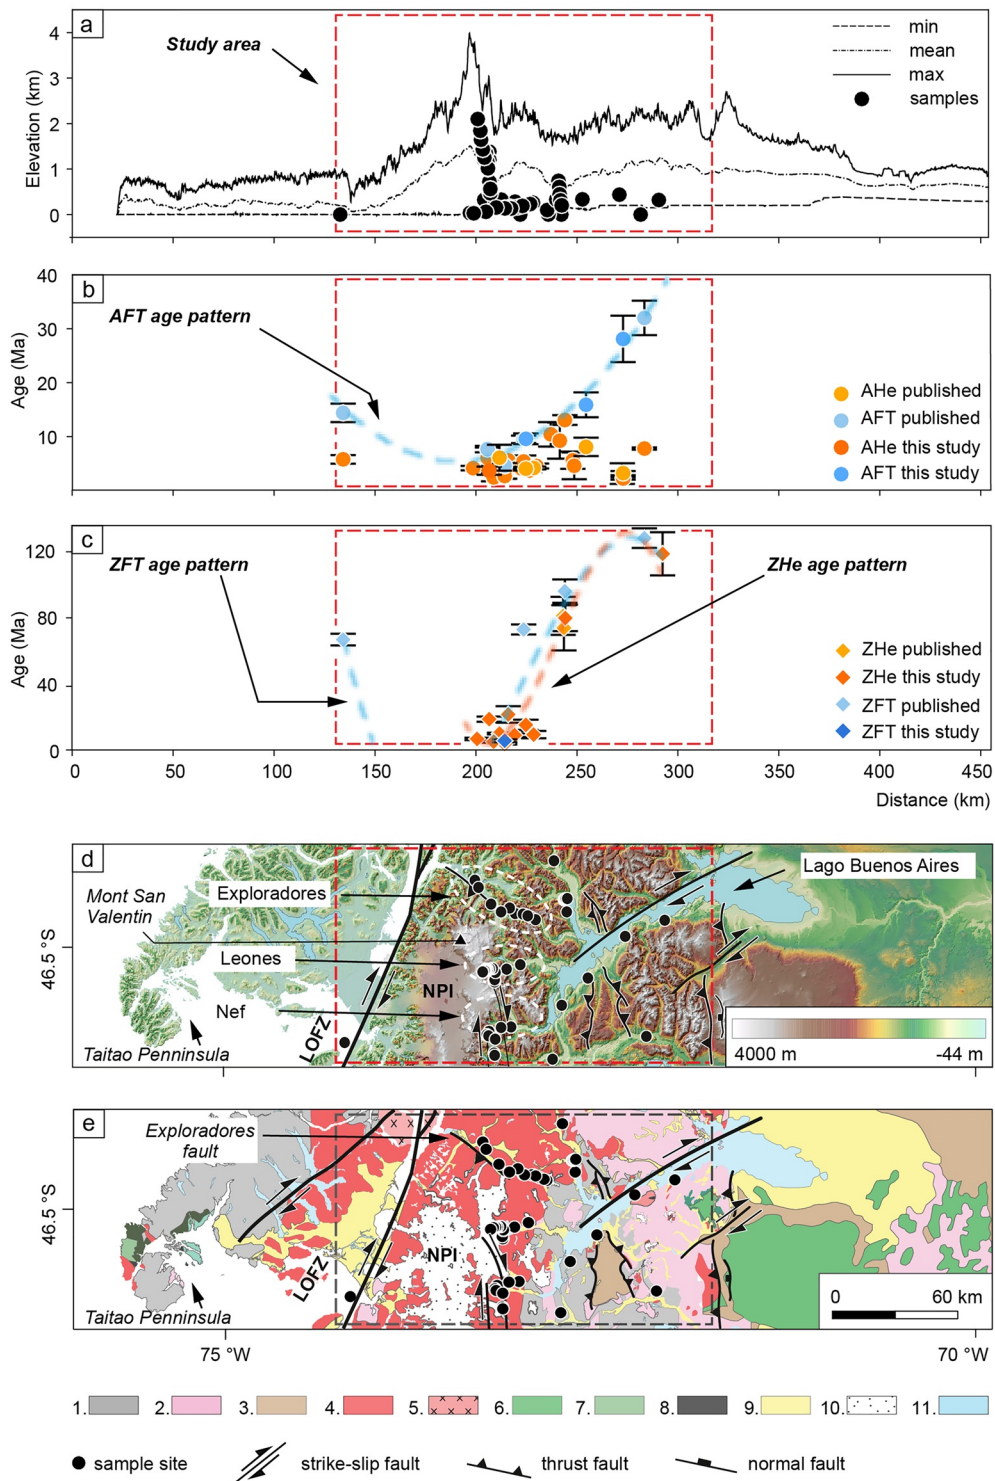 a
Study area
Elevation (km)
4
3
2
1
0
min
mean
max
samples
b
AFT age pattern
Age (Ma)
40
30
20
10
AHe published
AFT published
AHe this study
AFT this study
c
ZFT age pattern
ZHe age pattern
Age (Ma)
120
80
40
0
ZHe published
ZHe this study
ZFT published
ZFT this study
0 50 100 150 200 250 300 350 400 450
Distance (km)
d
Mont San
Valentin
Exploradores
Lago Buenos Aires
46.5 °S
Leones
NPI
Nef
LOFZ
Taitao Penninsula
4000 m -44 m
e
Exploradores
fault
46.5 °S
NPI
LOFZ
Taitao Penninsula
0 60 km
75 °W 70 °W
1. 2. 3. 4. 5. 6. 7. 8. 9. 10. 11.
sample site strike-slip fault thrust fault normal fault